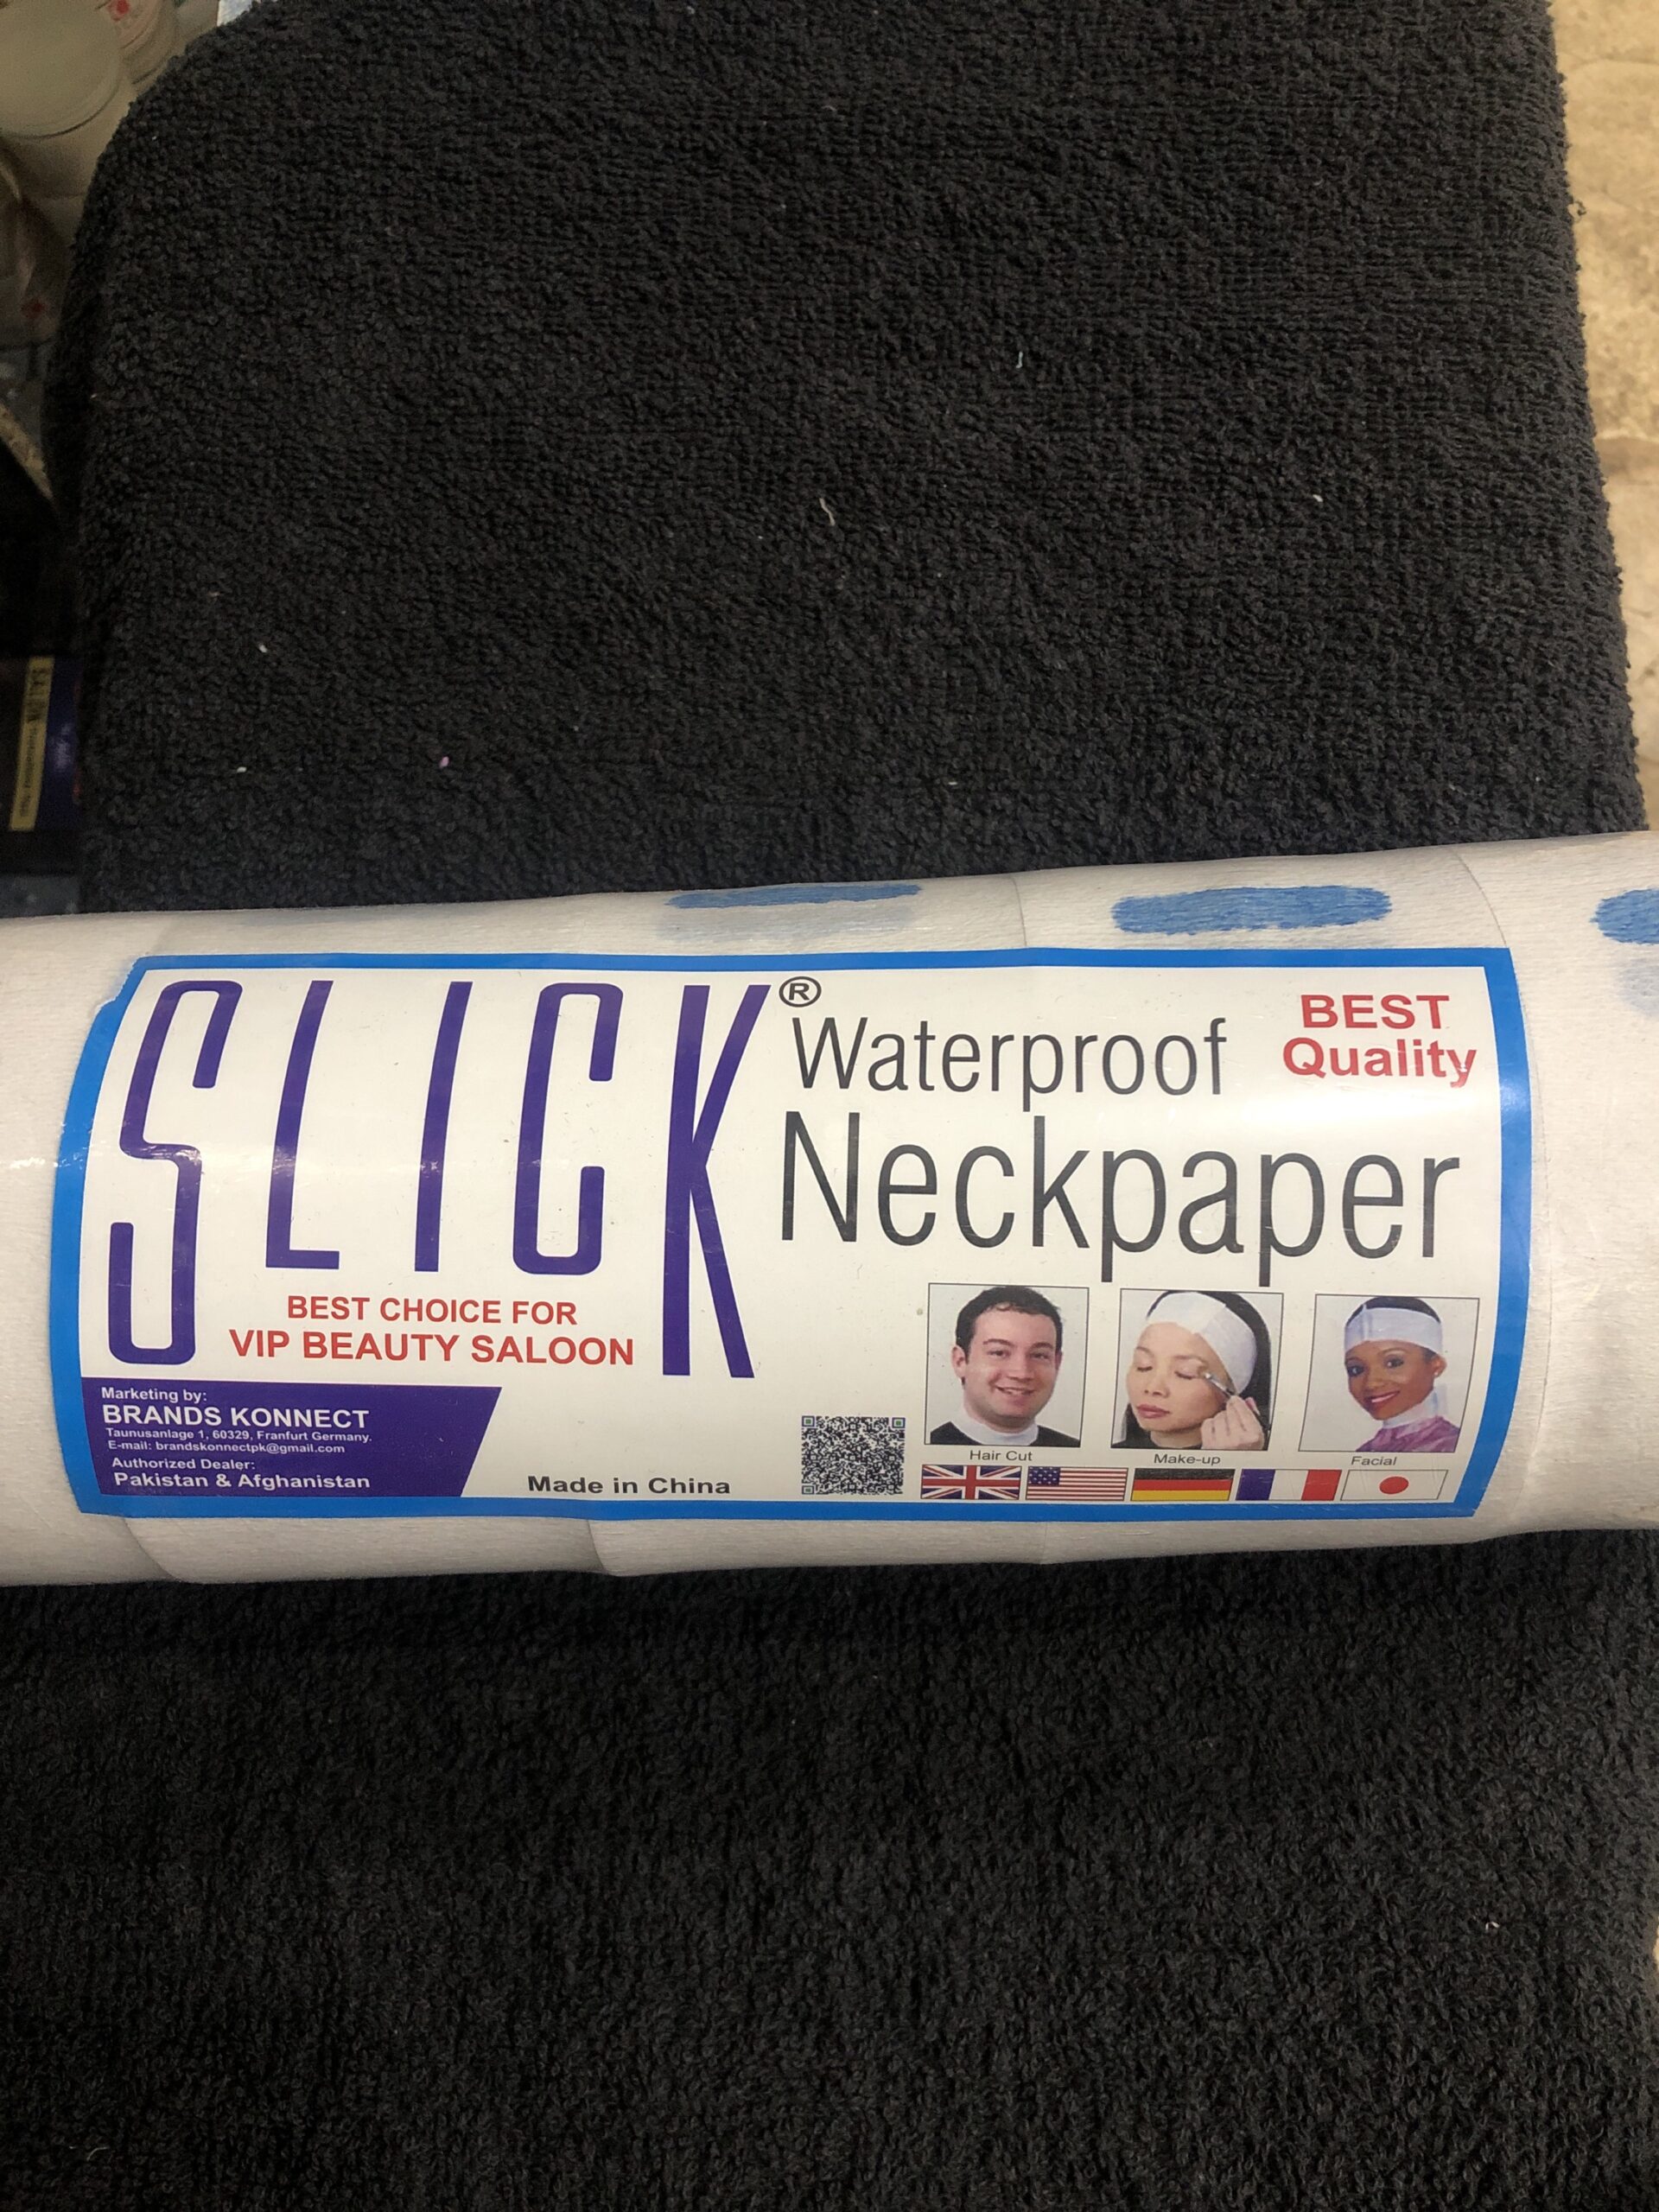 SLICK®
Waterproof
Neckpaper
BEST
Quality
BEST CHOICE FOR
VIP BEAUTY SALOON
Marketing by:
BRANDS KONNECT
Taunusanlage 1, 60329, Franfurt Germany.
E-mail: brandskonnectpk@gmail.com
Authorized Dealer:
Pakistan & Afghanistan
Made in China
Hair Cut
Make-up
Facial